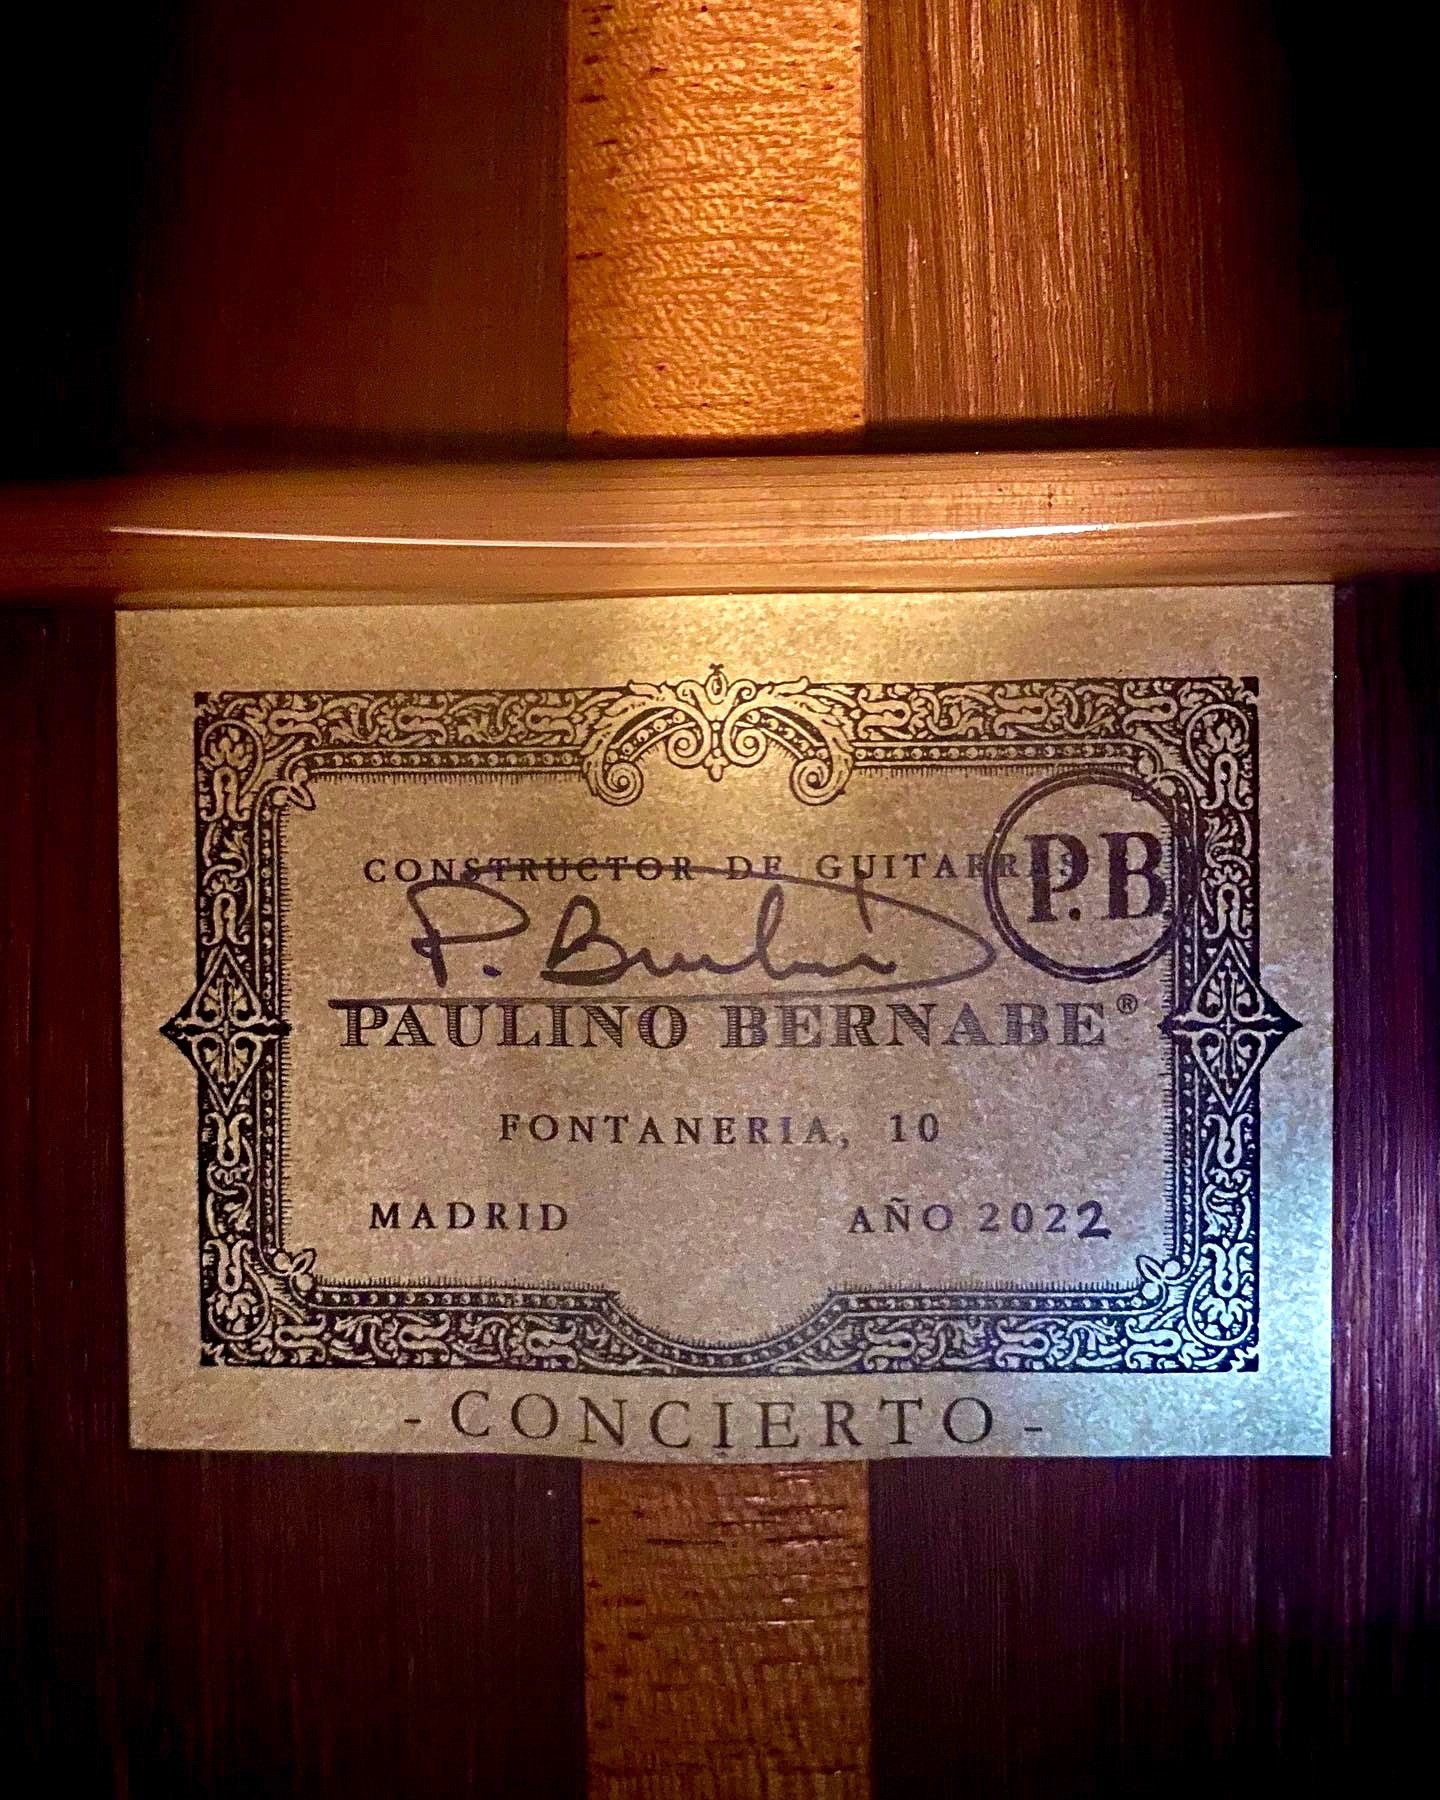 CONSTRUCTOR DE GUITARRAS
P.B.
P. Bernabé
PAULINO BERNABE®
FONTANERIA, 10
MADRID AÑO 2022
- CONCIERTO -